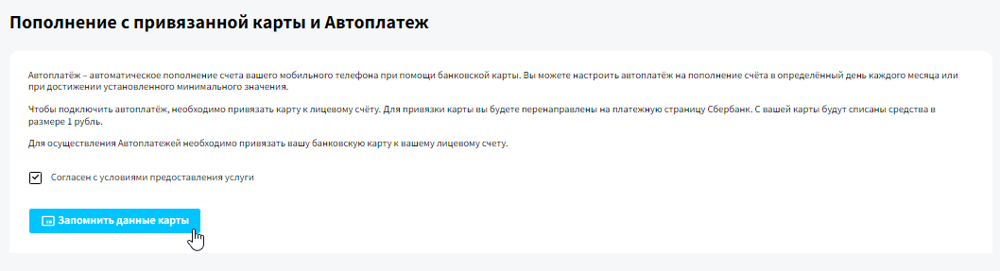 Пополнение с привязанной карты и Автоплатеж
Автоплатёж – автоматическое пополнение счета вашего мобильного телефона при помощи банковской карты. Вы можете настроить автоплатёж на пополнение счёта в определённый день каждого месяца или
при достижении установленного минимального значения.
Чтобы подключить автоплатёж, необходимо привязать карту к лицевому счёту. Для привязки карты вы будете перенаправлены на платежную страницу Сбербанк. С вашей карты будут списаны средства в
размере 1 рубль.
Для осуществления Автоплатежей необходимо привязать вашу банковскую карту к вашему лицевому счету.
Согласен с условиями предоставления услуги
Запомнить данные карты